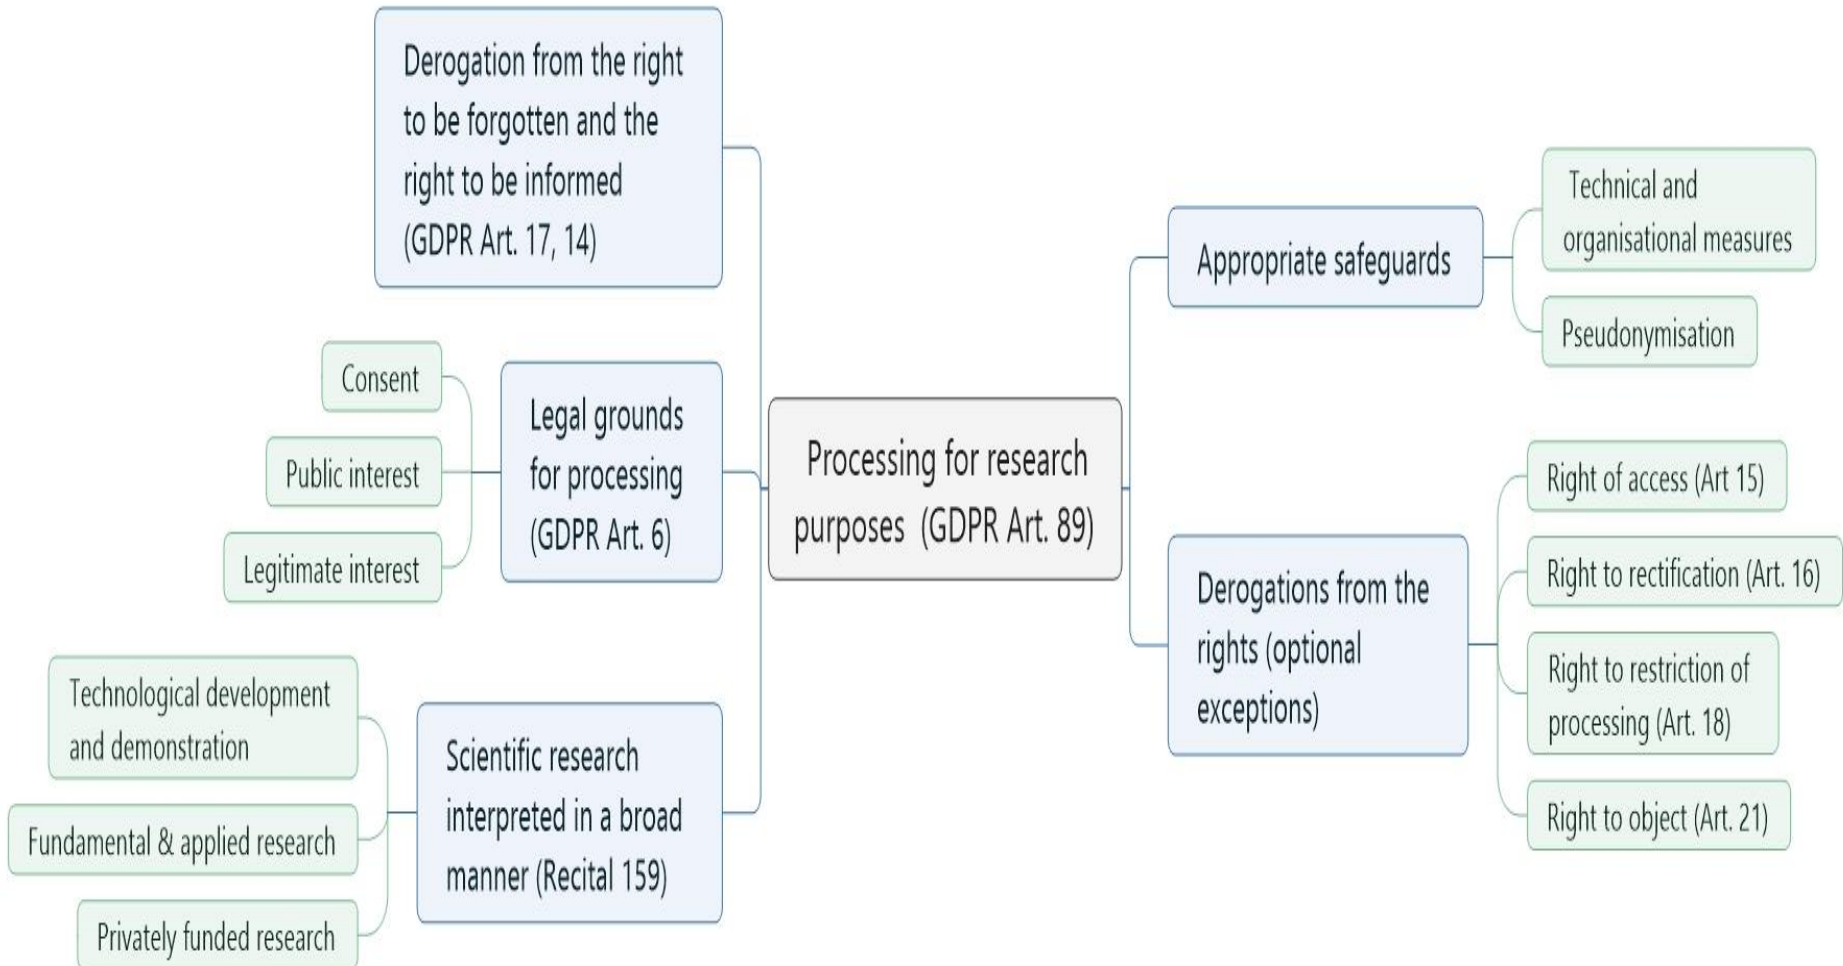 Derogation from the right
to be forgotten and the
right to be informed
(GDPR Art. 17, 14)
Consent
Public interest
Legitimate interest
Legal grounds
for processing
(GDPR Art. 6)
Technological development
and demonstration
Fundamental & applied research
Privately funded research
Scientific research
interpreted in a broad
manner (Recital 159)
Processing for research
purposes (GDPR Art. 89)
Appropriate safeguards
Technical and
organisational measures
Pseudonymisation
Derogations from the
rights (optional
exceptions)
Right of access (Art 15)
Right to rectification (Art. 16)
Right to restriction of
processing (Art. 18)
Right to object (Art. 21)